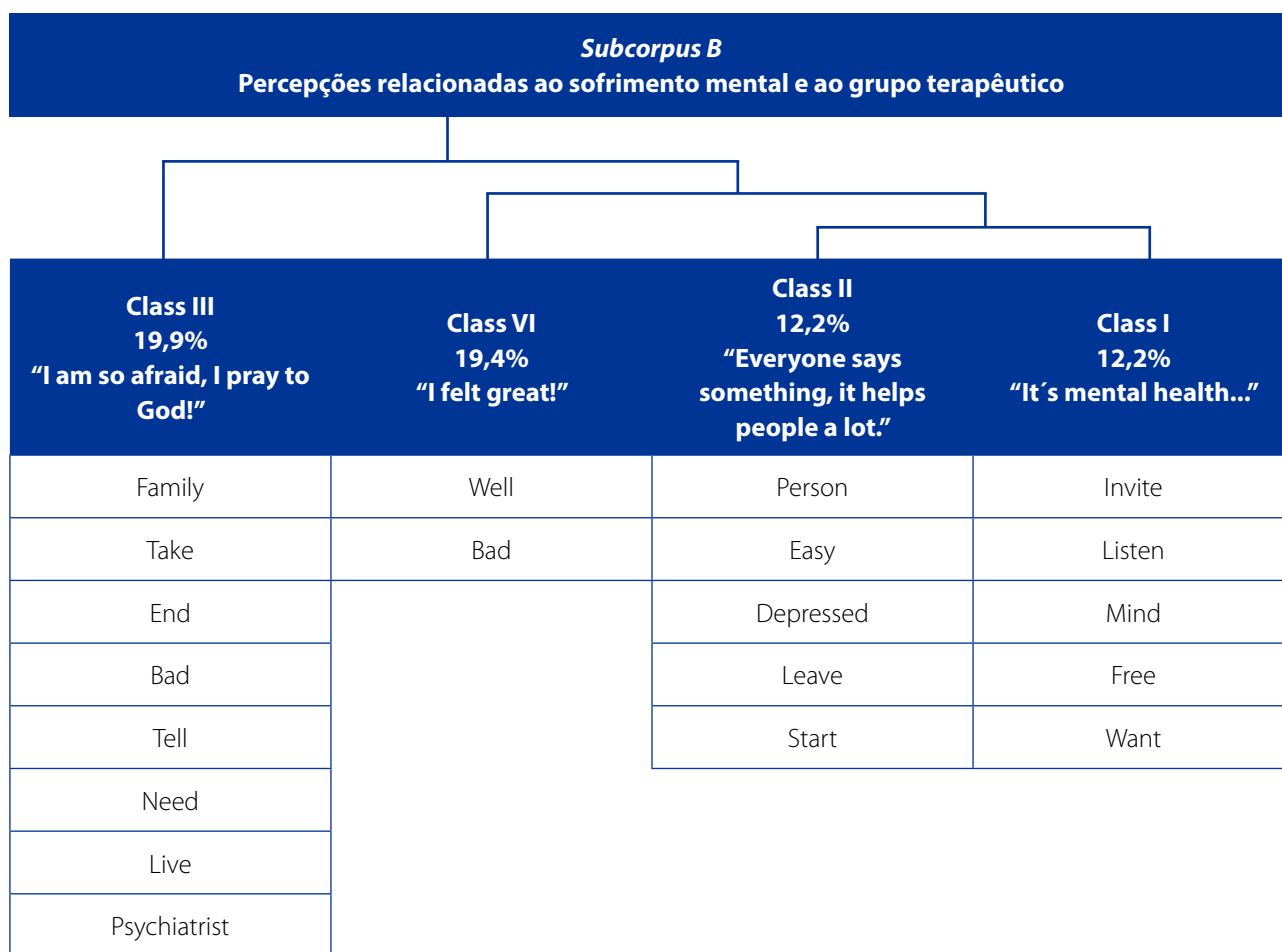 Subcorpus B
Percepções relacionadas ao sofrimento mental e ao grupo terapêutico
Class III
19,9%
“I am so afraid, I pray to
God!”
Class VI
19,4%
“I felt great!”
Class II
12,2%
“Everyone says
something, it helps
people a lot.”
Class I
12,2%
“It´s mental health...”
Family
Well
Person
Invite
Take
Bad
Easy
Listen
End
Depressed
Mind
Bad
Leave
Free
Tell
Start
Want
Need
Live
Psychiatrist